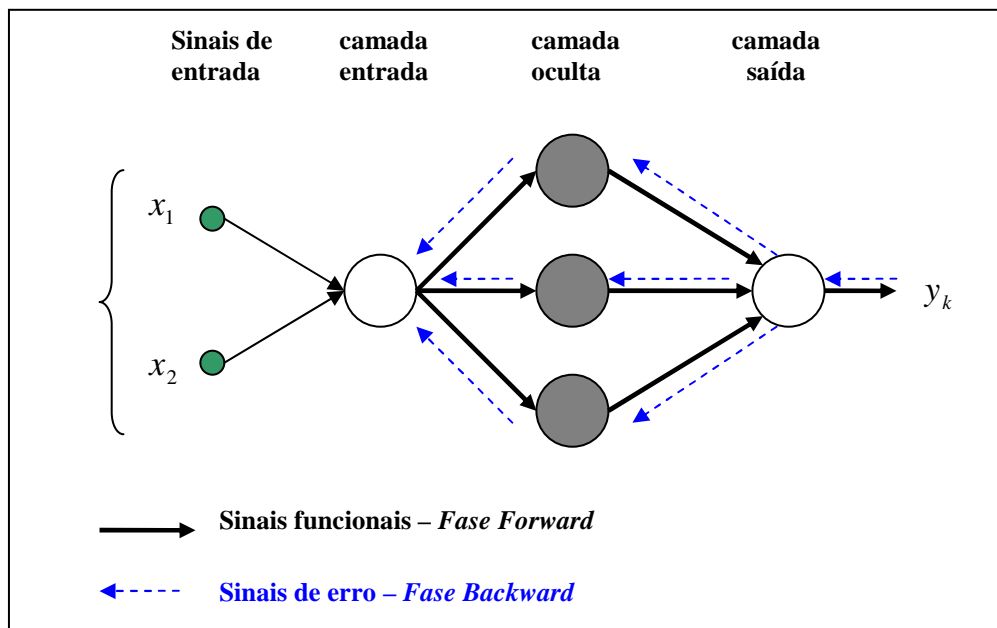 Sinais de entrada
camada entrada
camada oculta
camada saída
x₁
x₂
yₖ
Sinais funcionais – Fase Forward
Sinais de erro – Fase Backward